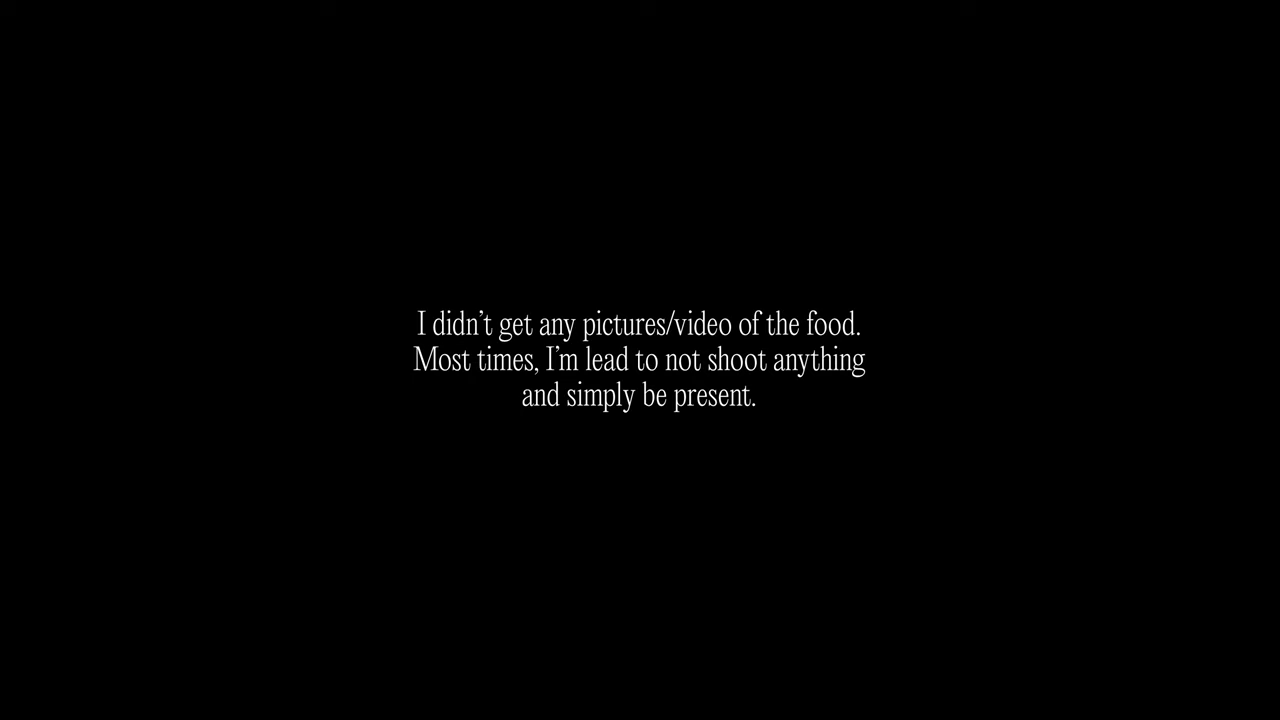 I didn’t get any pictures/video of the food.
Most times, I’m lead to not shoot anything
and simply be present.